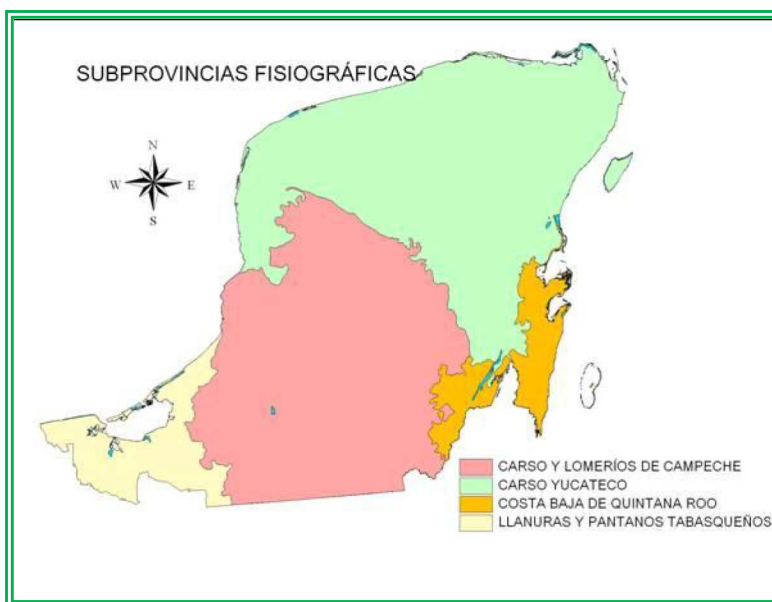 SUBPROVINCIAS FISIOGRÁFICAS
N
W
E
S
CARSO Y LOMERÍOS DE CAMPECHE
CARSO YUCATECO
COSTA BAJA DE QUINTANA ROO
LLANURAS Y PANTANOS TABASQUEÑOS